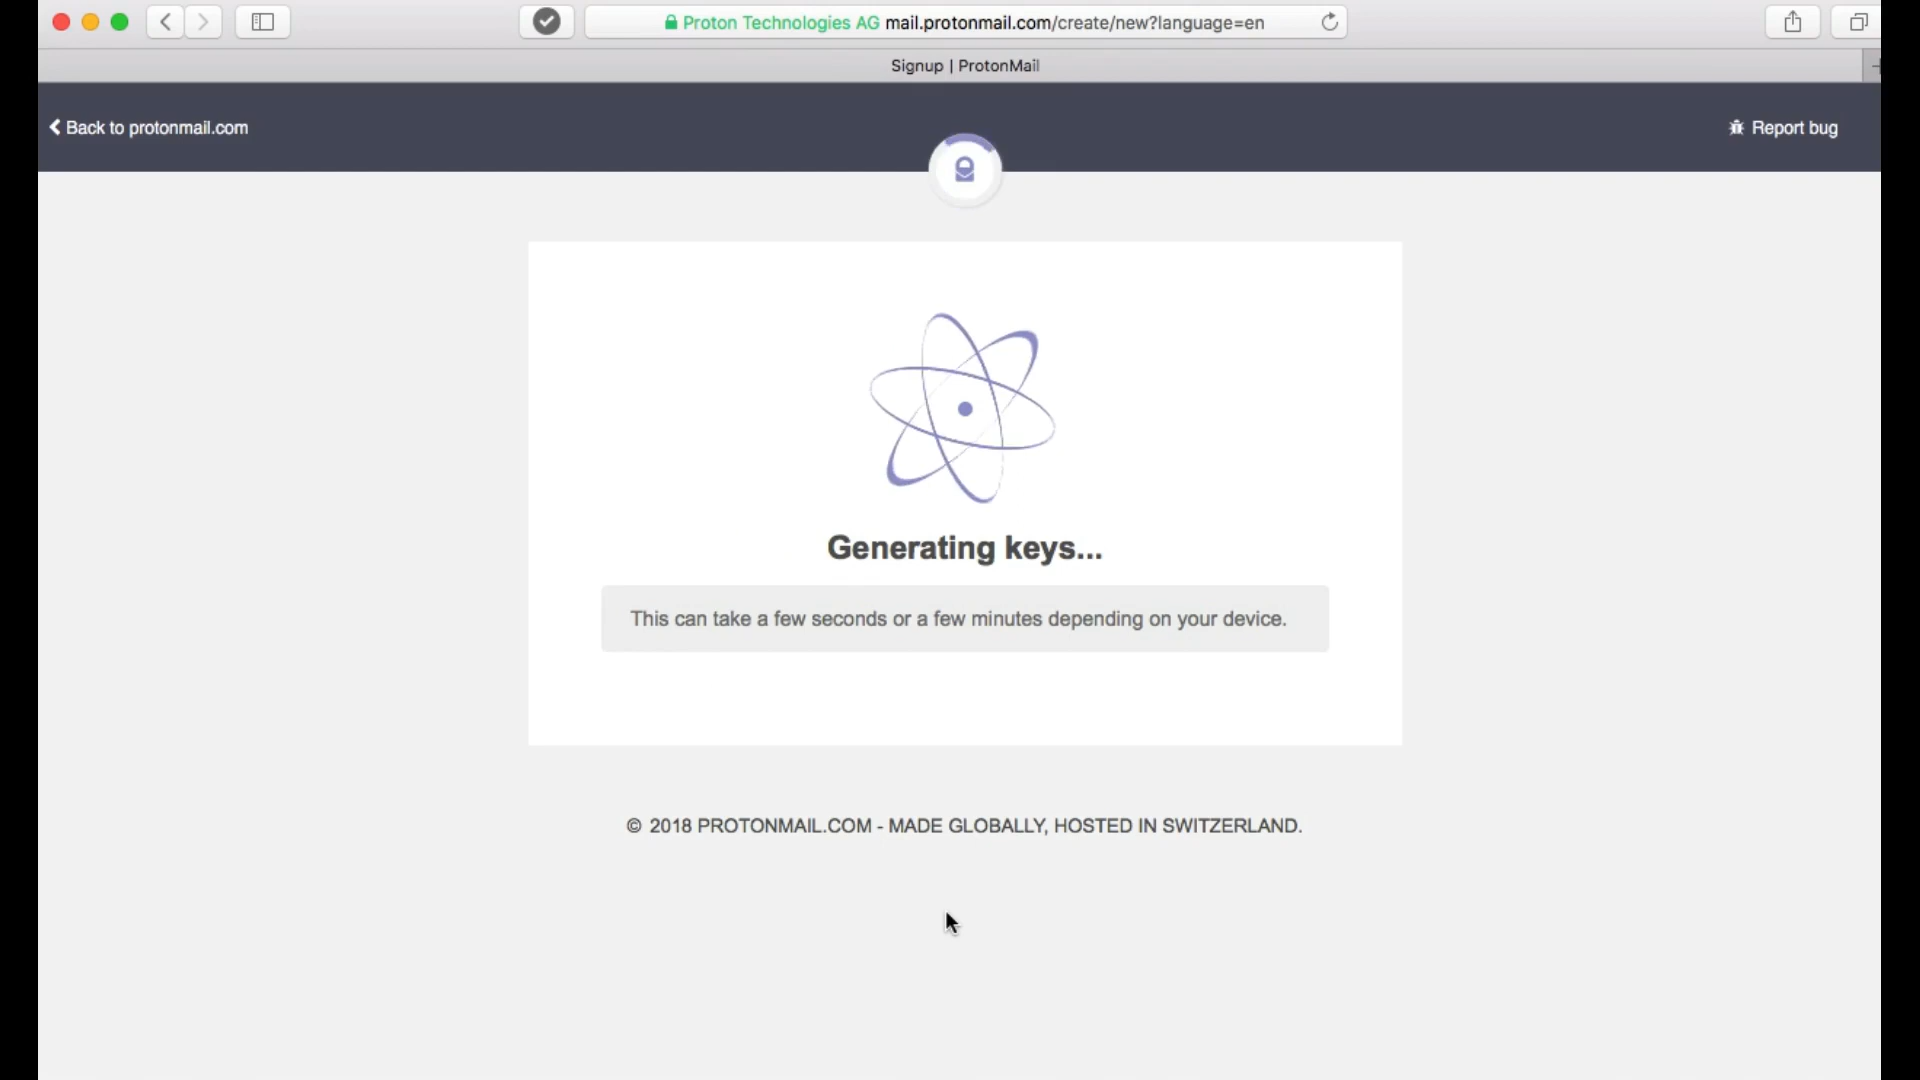 Proton Technologies AG mail.protonmail.com/create/new?language=en
Signup | ProtonMail
Back to protonmail.com
Report bug
Generating keys...
This can take a few seconds or a few minutes depending on your device.
© 2018 PROTONMAIL.COM - MADE GLOBALLY, HOSTED IN SWITZERLAND.